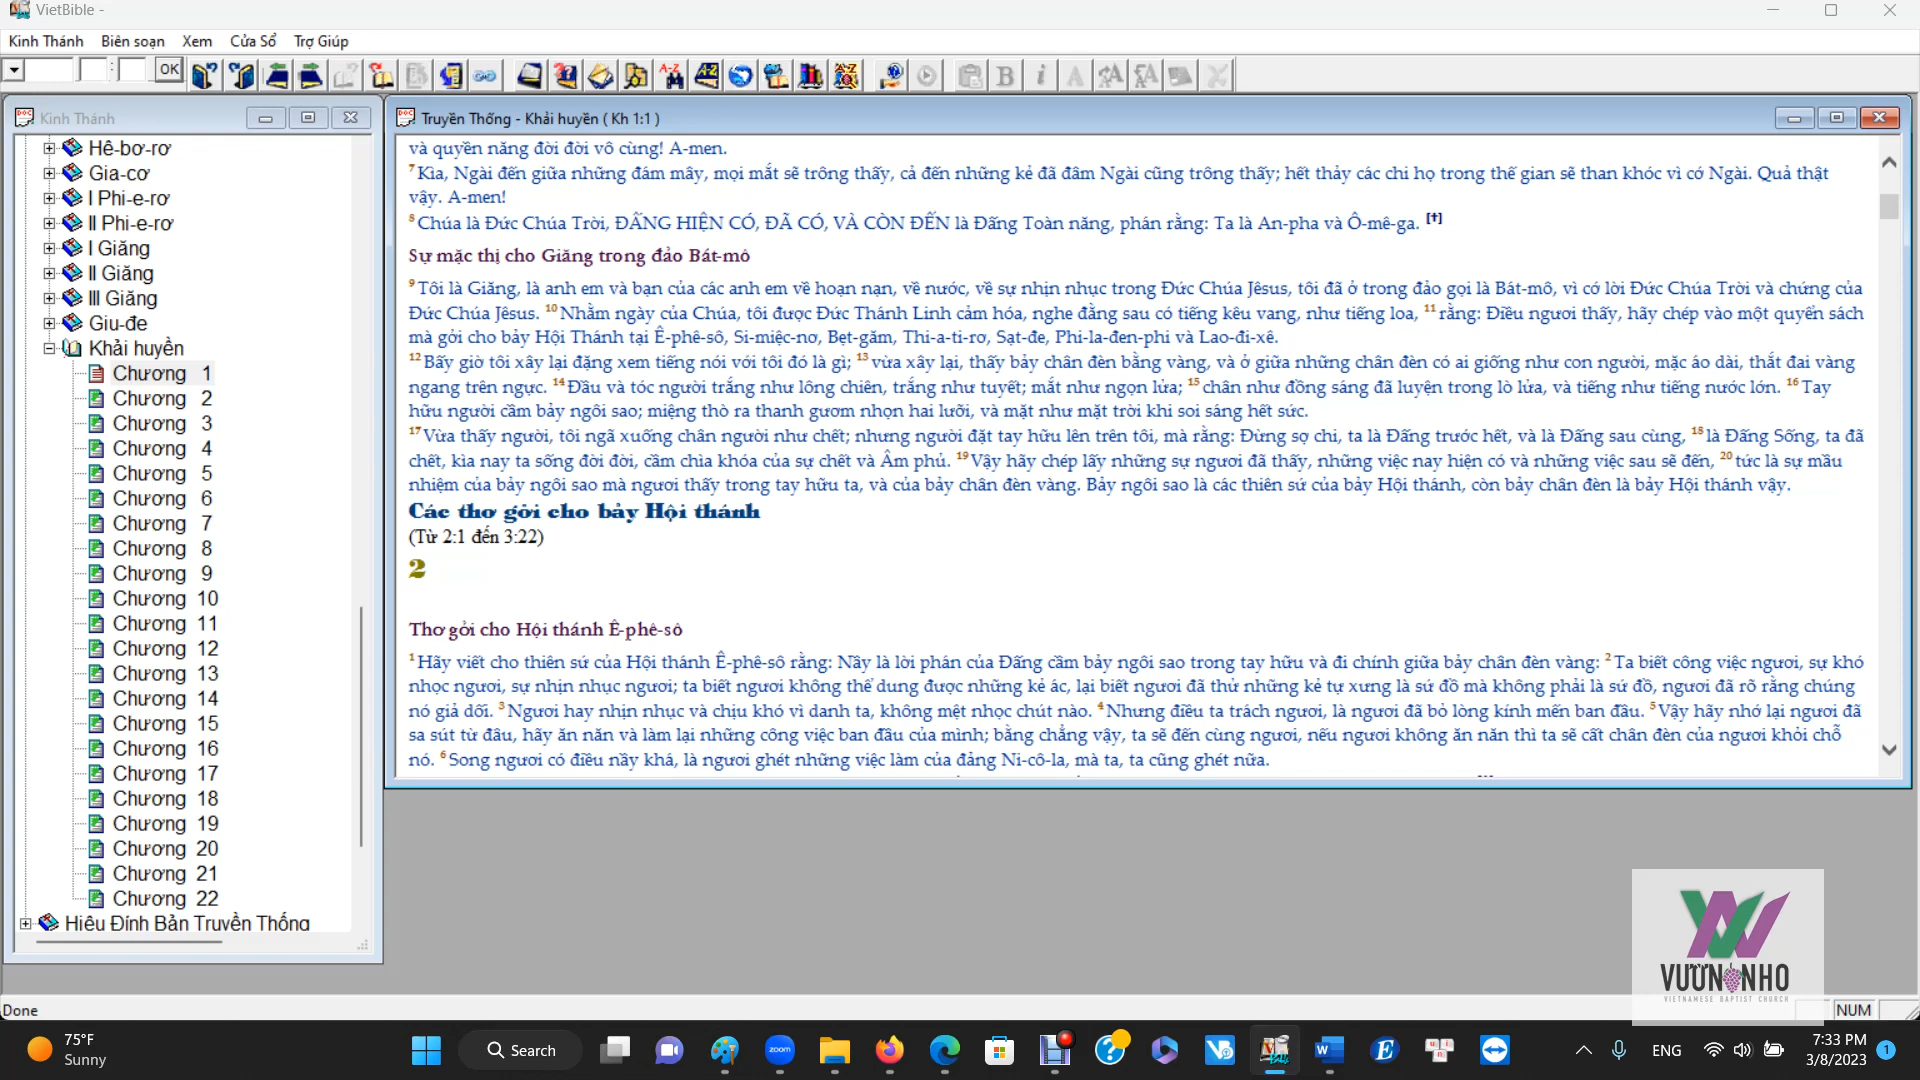 VietBible -
Kinh Thánh Biên soạn Xem Cửa Sổ Trợ Giúp
: OK
Kinh Thánh
Hê-bơ-rơ
Gia-cơ
I Phi-e-rơ
II Phi-e-rơ
I Giăng
II Giăng
III Giăng
Giu-đe
Khải huyền
Chương 1
Chương 2
Chương 3
Chương 4
Chương 5
Chương 6
Chương 7
Chương 8
Chương 9
Chương 10
Chương 11
Chương 12
Chương 13
Chương 14
Chương 15
Chương 16
Chương 17
Chương 18
Chương 19
Chương 20
Chương 21
Chương 22
Hiệu Đính Bản Truyền Thống
Truyền Thống - Khải huyền ( Kh 1:1 )
và quyền năng đời đời vô cùng! A-men.
7 Kìa, Ngài đến giữa những đám mây, mọi mắt sẽ trông thấy, cả đến những kẻ đã đâm Ngài cũng trông thấy; hết thảy các chi họ trong thế gian sẽ than khóc vì cớ Ngài. Quả thật
vậy. A-men!
8 Chúa là Đức Chúa Trời, ĐẤNG HIỆN CÓ, ĐÃ CÓ, VÀ CÒN ĐẾN là Đấng Toàn năng, phán rằng: Ta là An-pha và Ô-mê-ga. [†]
Sự mặc thị cho Giăng trong đảo Bát-mô
9 Tôi là Giăng, là anh em và bạn của các anh em về hoạn nạn, về nước, về sự nhịn nhục trong Đức Chúa Jêsus, tôi đã ở trong đảo gọi là Bát-mô, vì cớ lời Đức Chúa Trời và chứng của
Đức Chúa Jêsus. 10 Nhằm ngày của Chúa, tôi được Đức Thánh Linh cảm hóa, nghe đằng sau có tiếng kêu vang, như tiếng loa, 11 rằng: Điều ngươi thấy, hãy chép vào một quyển sách
mà gởi cho bảy Hội Thánh tại Ê-phê-sô, Si-miệc-nơ, Bẹt-găm, Thi-a-ti-rơ, Sạt-đe, Phi-la-đen-phi và Lao-đi-xê.
12 Bấy giờ tôi xây lại đặng xem tiếng nói với tôi đó là gì; 13 vừa xây lại, thấy bảy chân đèn bằng vàng, và ở giữa những chân đèn có ai giống như con người, mặc áo dài, thắt đai vàng
ngang trên ngực. 14 Đầu và tóc người trắng như lông chiên, trắng như tuyết; mắt như ngọn lửa; 15 chân như đồng sáng đã luyện trong lò lửa, và tiếng như tiếng nước lớn. 16 Tay
hữu người cầm bảy ngôi sao; miệng thò ra thanh gươm nhọn hai lưỡi, và mặt như mặt trời khi soi sáng hết sức.
17 Vừa thấy người, tôi ngã xuống chân người như chết; nhưng người đặt tay hữu lên trên tôi, mà rằng: Đừng sợ chi, ta là Đấng trước hết, và là Đấng sau cùng, 18 là Đấng Sống, ta đã
chết, kìa nay ta sống đời đời, cầm chìa khóa của sự chết và Âm phủ. 19 Vậy hãy chép lấy những sự ngươi đã thấy, những việc nay hiện có và những việc sau sẽ đến, 20 tức là sự mầu
nhiệm của bảy ngôi sao mà ngươi thấy trong tay hữu ta, và của bảy chân đèn vàng. Bảy ngôi sao là các thiên sứ của bảy Hội thánh, còn bảy chân đèn là bảy Hội thánh vậy.
Các thơ gởi cho bảy Hội thánh
(Từ 2:1 đến 3:22)
2
Thơ gởi cho Hội thánh Ê-phê-sô
1 Hãy viết cho thiên sứ của Hội thánh Ê-phê-sô rằng: Nầy là lời phán của Đấng cầm bảy ngôi sao trong tay hữu và đi chính giữa bảy chân đèn vàng: 2 Ta biết công việc ngươi, sự khó
nhọc ngươi, sự nhịn nhục ngươi; ta biết ngươi không thể dung được những kẻ ác, lại biết ngươi đã thử những kẻ tự xưng là sứ đồ mà không phải là sứ đồ, ngươi đã rõ rằng chúng
nó giả dối. 3 Ngươi hay nhịn nhục và chịu khó vì danh ta, không mệt nhọc chút nào. 4 Nhưng điều ta trách ngươi, là ngươi đã bỏ lòng kính mến ban đầu. 5 Vậy hãy nhớ lại ngươi đã
sa sút từ đâu, hãy ăn năn và làm lại những công việc ban đầu của mình; bằng chẳng vậy, ta sẽ đến cùng ngươi, nếu ngươi không ăn năn thì ta sẽ cất chân đèn của ngươi khỏi chỗ
nó. 6 Song ngươi có điều nầy khá, là ngươi ghét những việc làm của đảng Ni-cô-la, mà ta, ta cũng ghét nữa.
VƯỜN NHO
VIETNAMESE BAPTIST CHURCH
Done
NUM
75°F
Sunny
Search
zoom
ENG
7:33 PM
3/8/2023
1